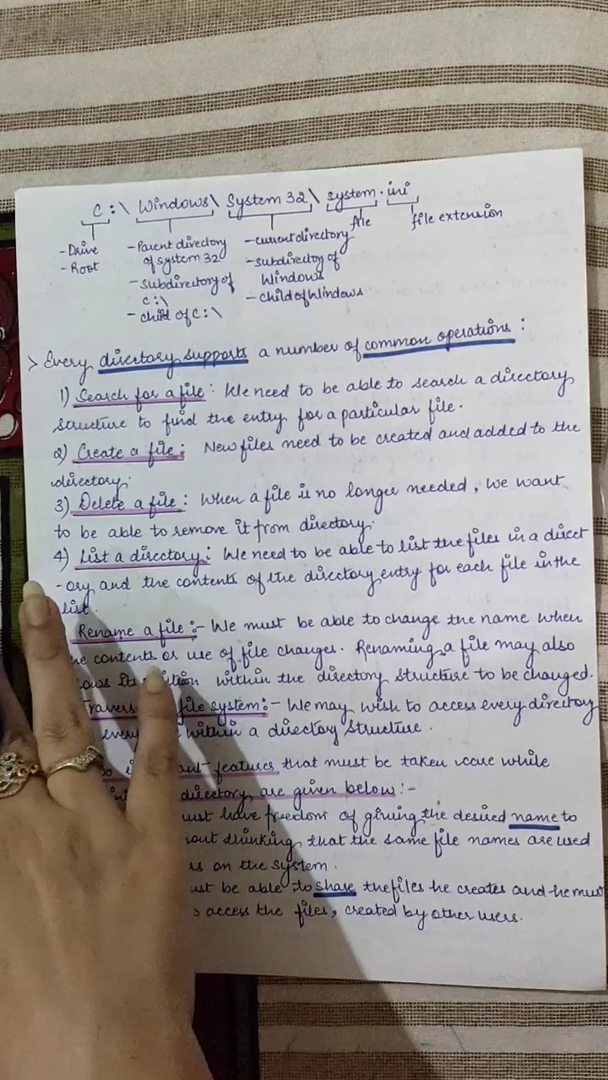 C:\ Windows\ System 32\ system.ini
- Drive
- Root
- Parent directory of system 32
- subdirectory of C:\
- child of C:\
- current directory
- subdirectory of Windows
- child of windows
file
file extension
> Every directory supports a number of common operations:
1) Search for a file: We need to be able to search a directory
structure to find the entry for a particular file.
2) Create a file: New files need to be created and added to the
directory.
3) Delete a file: When a file is no longer needed, we want
to be able to remove it from directory.
4) List a directory: We need to be able to list the files in a direct
-ory and the contents of the directory entry for each file in the
list.
Rename a file:- We must be able to change the name when
contents or use of file changes. Renaming a file may also
within the directory structure to be changed.
file system:- We may wish to access every directory
every within a directory structure.
features that must be taken care while
directory are given below:-
have freedom of giving the desired name to
thinking that the same file names are used
on the system.
be able to share the files he creates and he must
access the files, created by other users.